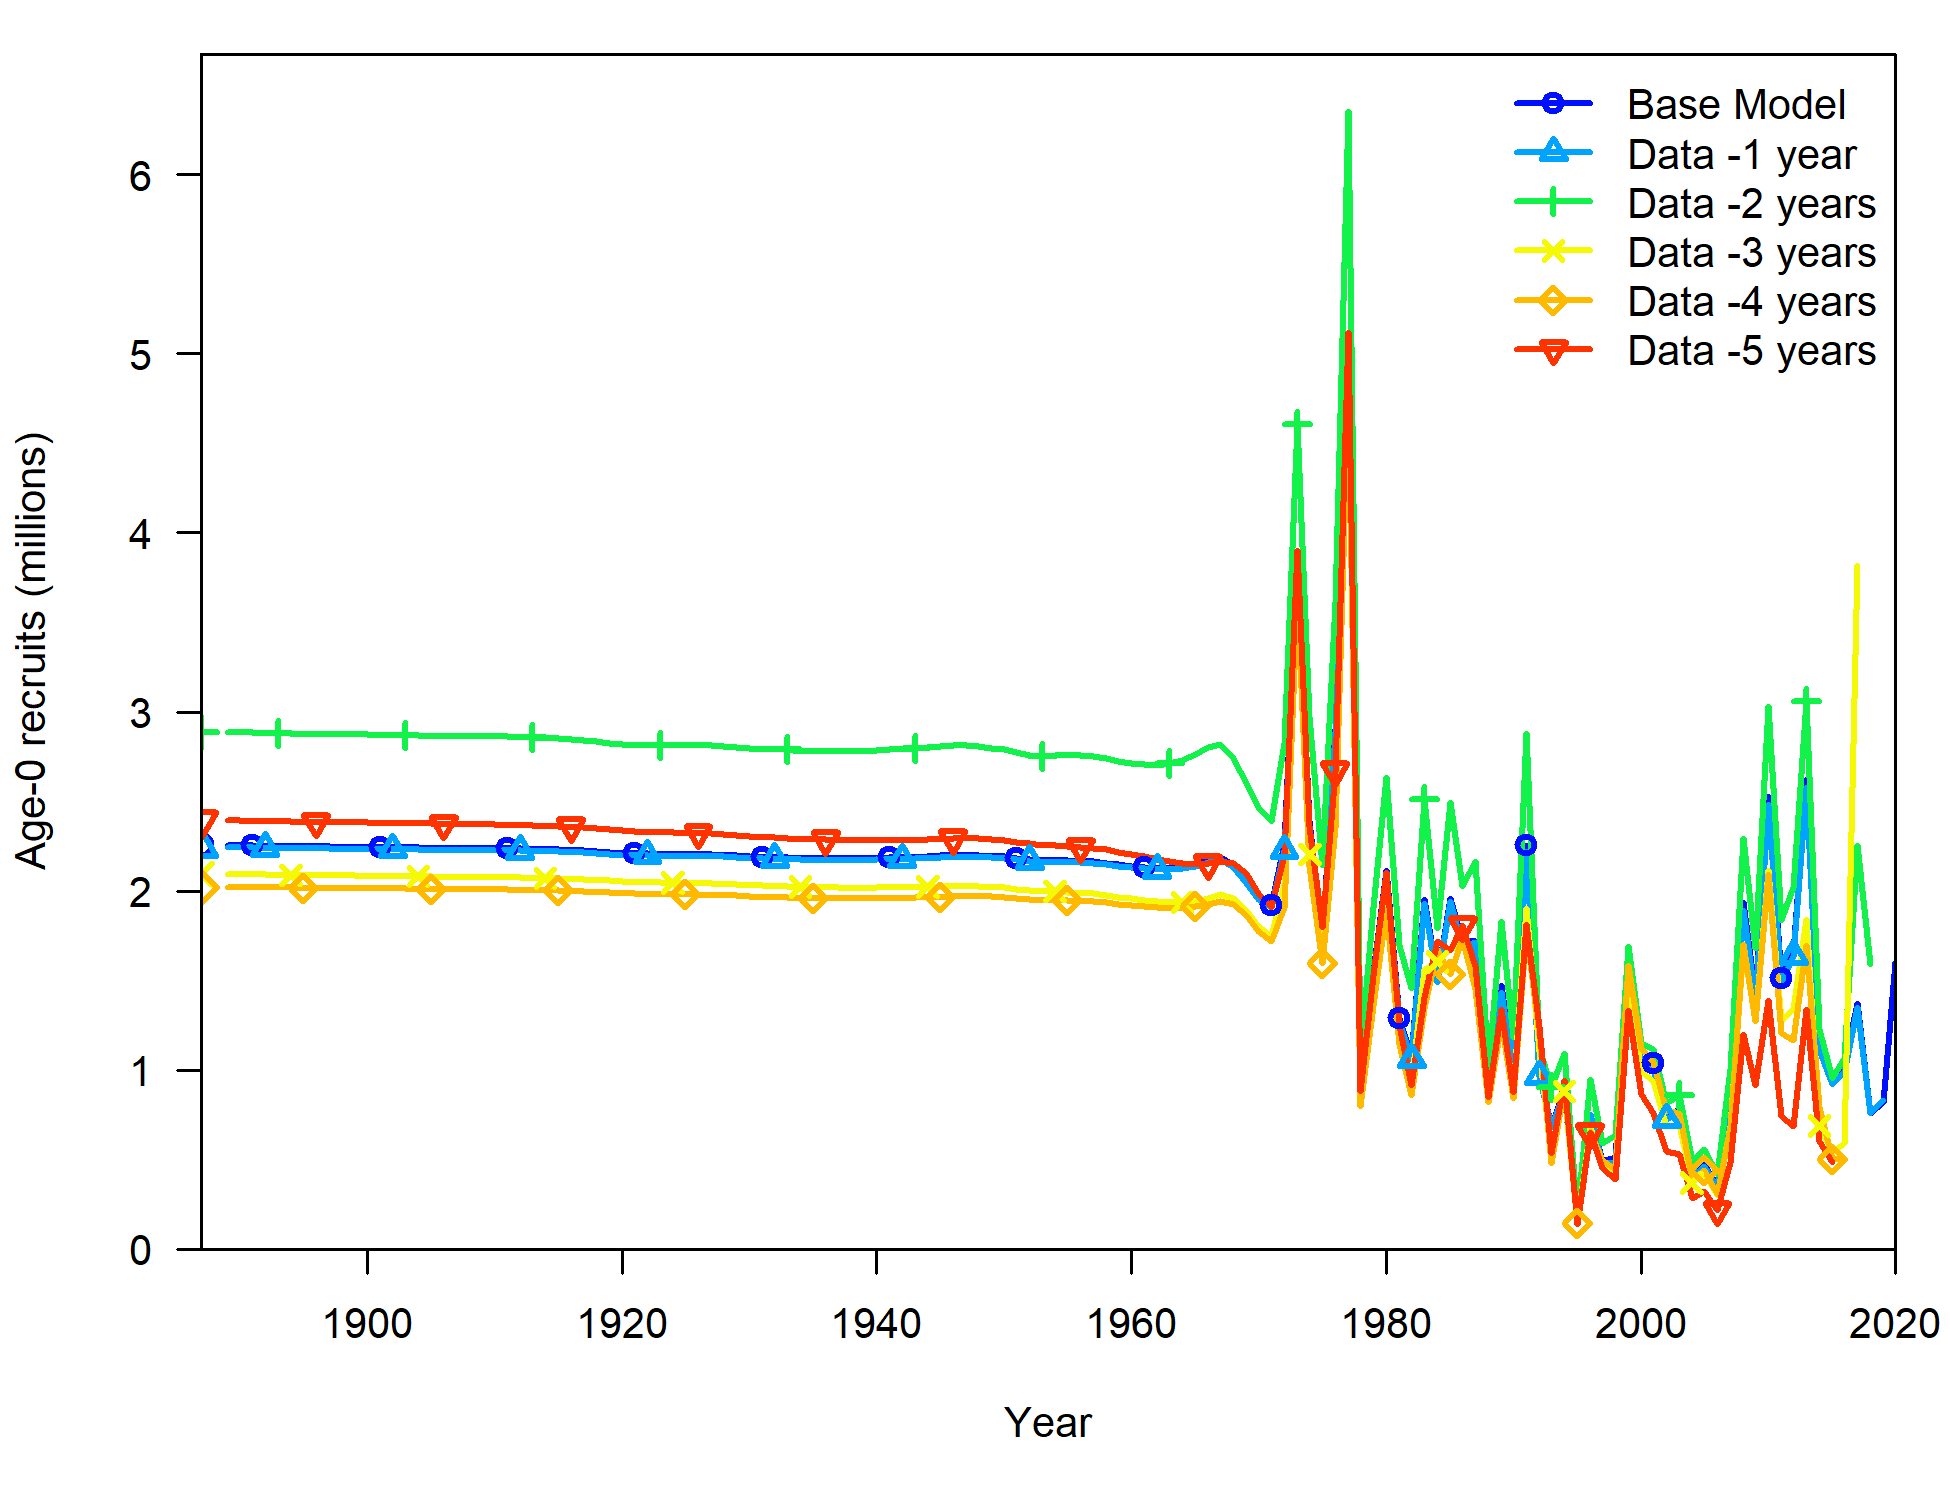 Base Model
Data -1 year
Data -2 years
Data -3 years
Data -4 years
Data -5 years
Age-0 recruits (millions)
6
5
4
3
2
1
0
1900 1920 1940 1960 1980 2000 2020
Year